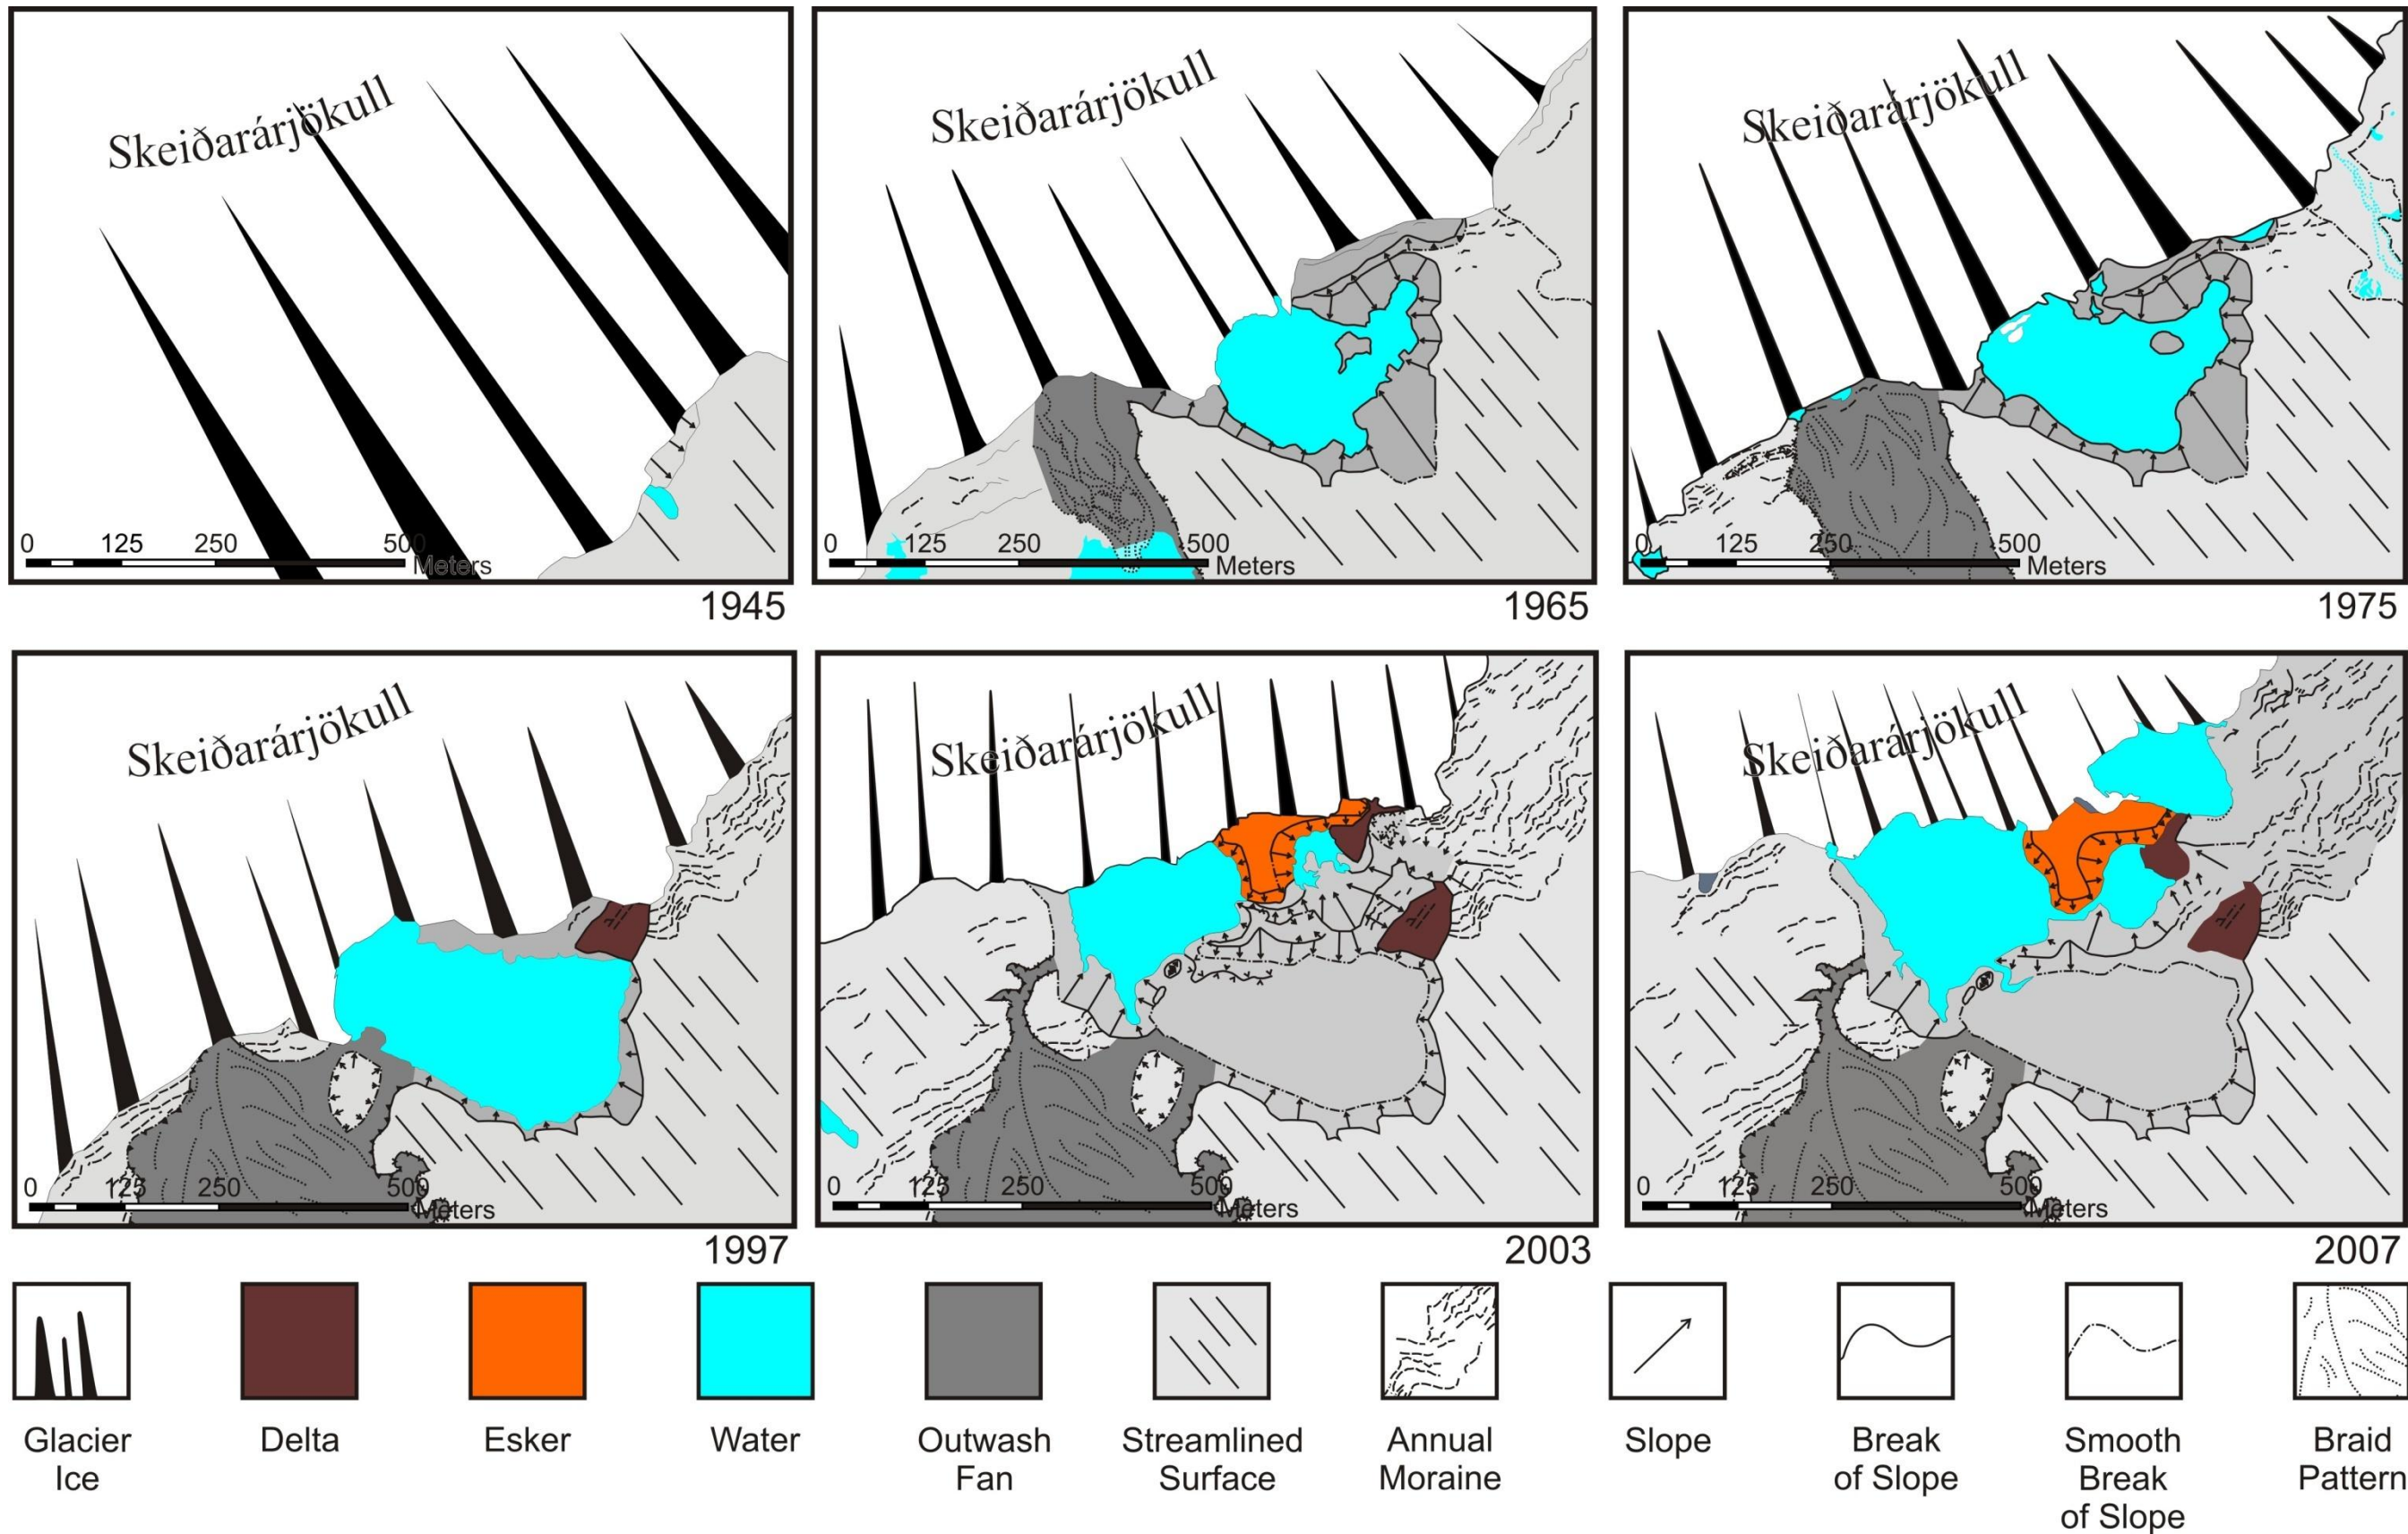 Skeiðarárjökull
0 125 250 500
Meters
1945
Skeiðarárjökull
0 125 250 500
Meters
1965
Skeiðarárjökull
0 125 250 500
Meters
1975
Skeiðarárjökull
0 125 250 500
Meters
1997
Skeiðarárjökull
0 125 250 500
Meters
2003
Skeiðarárjökull
0 125 250 500
Meters
2007
Glacier
Ice
Delta
Esker
Water
Outwash
Fan
Streamlined
Surface
Annual
Moraine
Slope
Break
of Slope
Smooth
Break
of Slope
Braid
Pattern